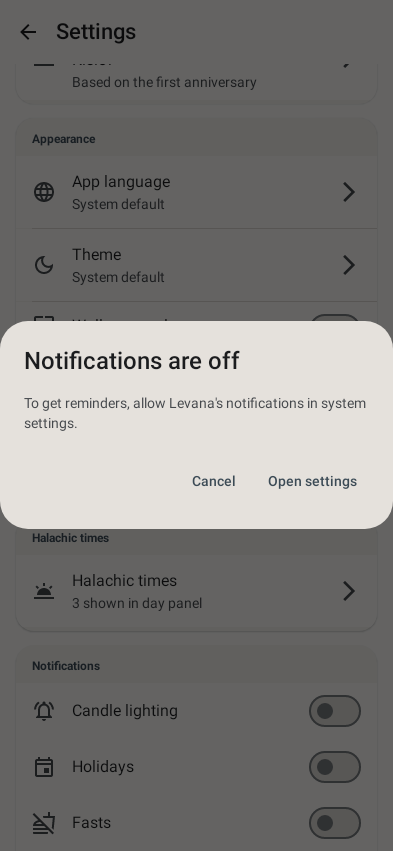 Settings
Based on the first anniversary
Appearance
App language
System default
Theme
System default
Notifications are off
To get reminders, allow Levana's notifications in system
settings.
Cancel
Open settings
Halachic times
Halachic times
3 shown in day panel
Notifications
Candle lighting
Holidays
Fasts